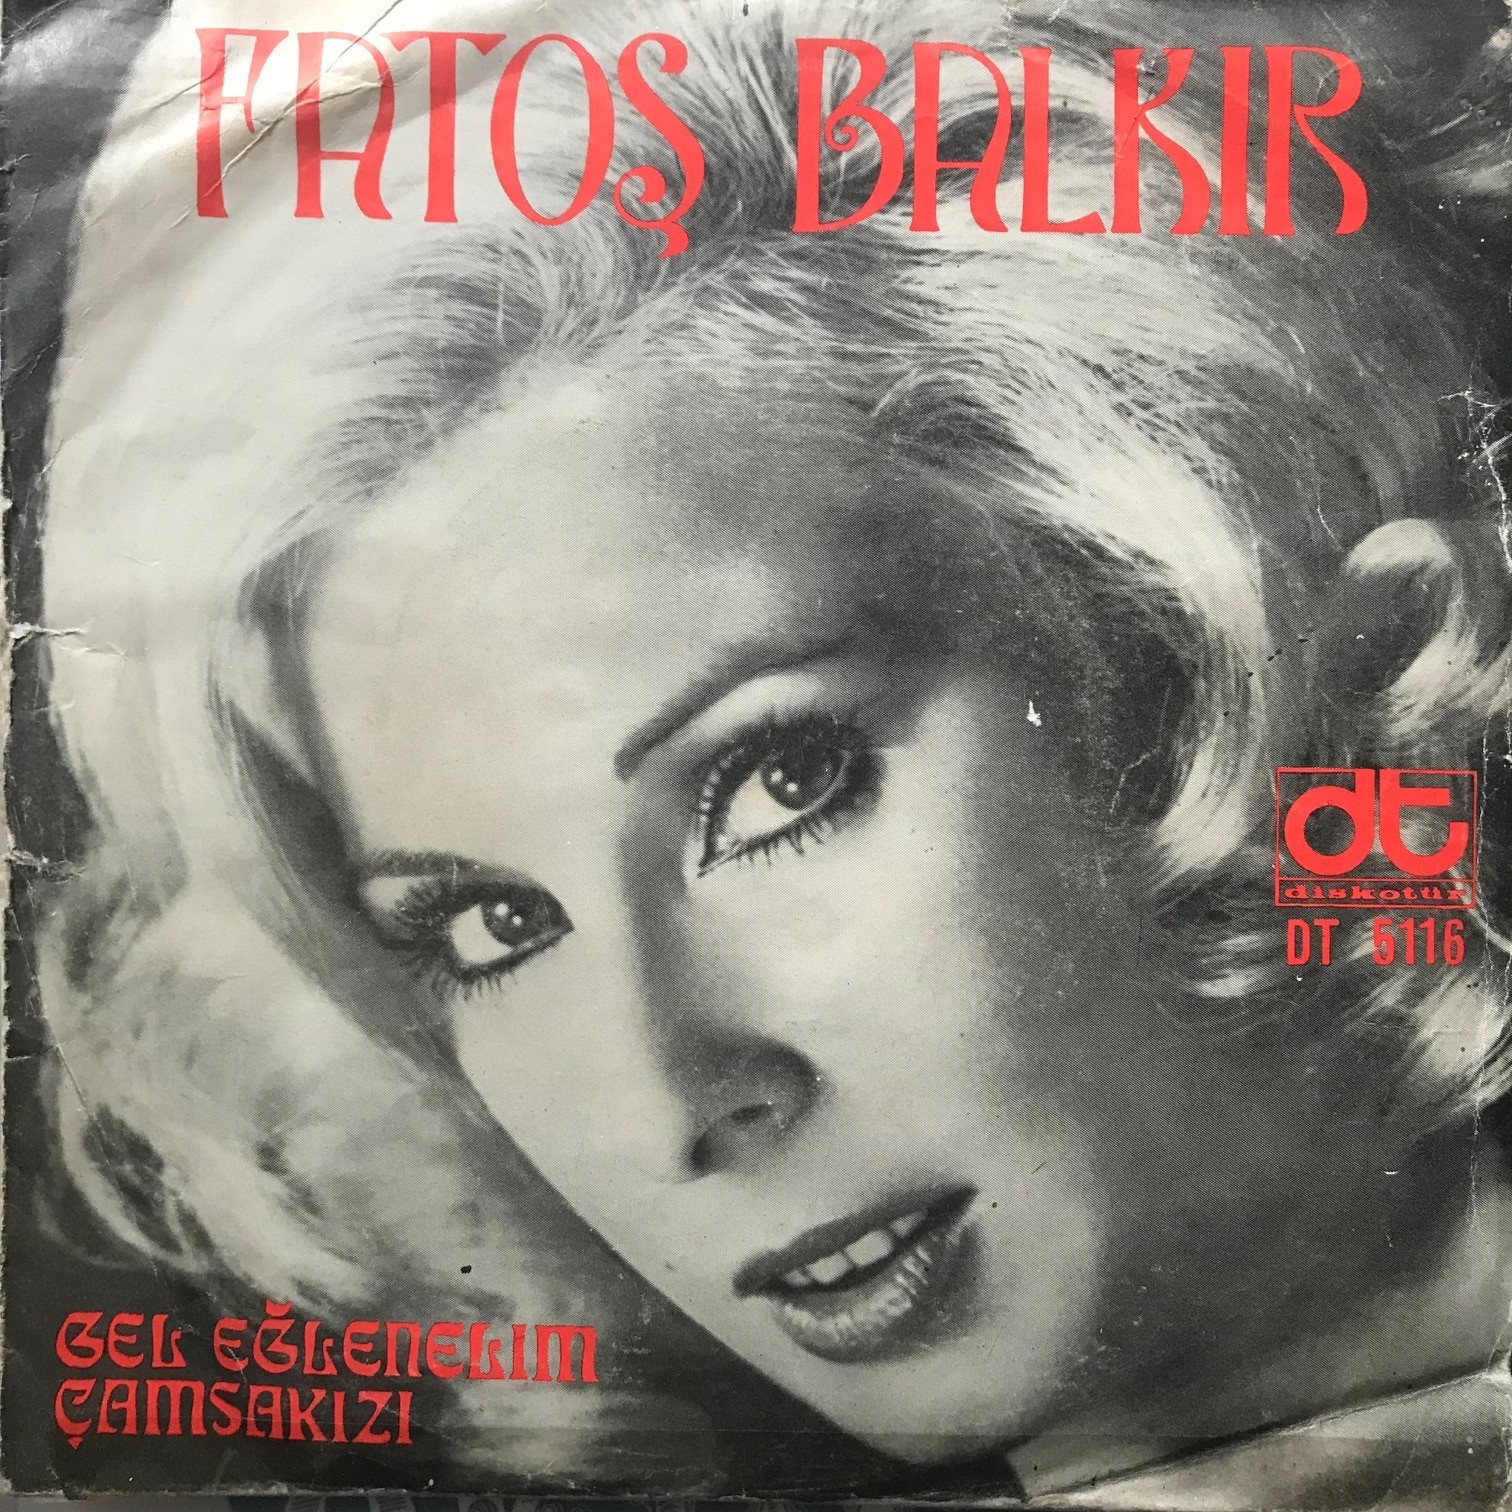 FATOŞ BALKIR
dt
diskotür
DT 5116
GEL EĞLENELIM
ÇAMSAKIZI